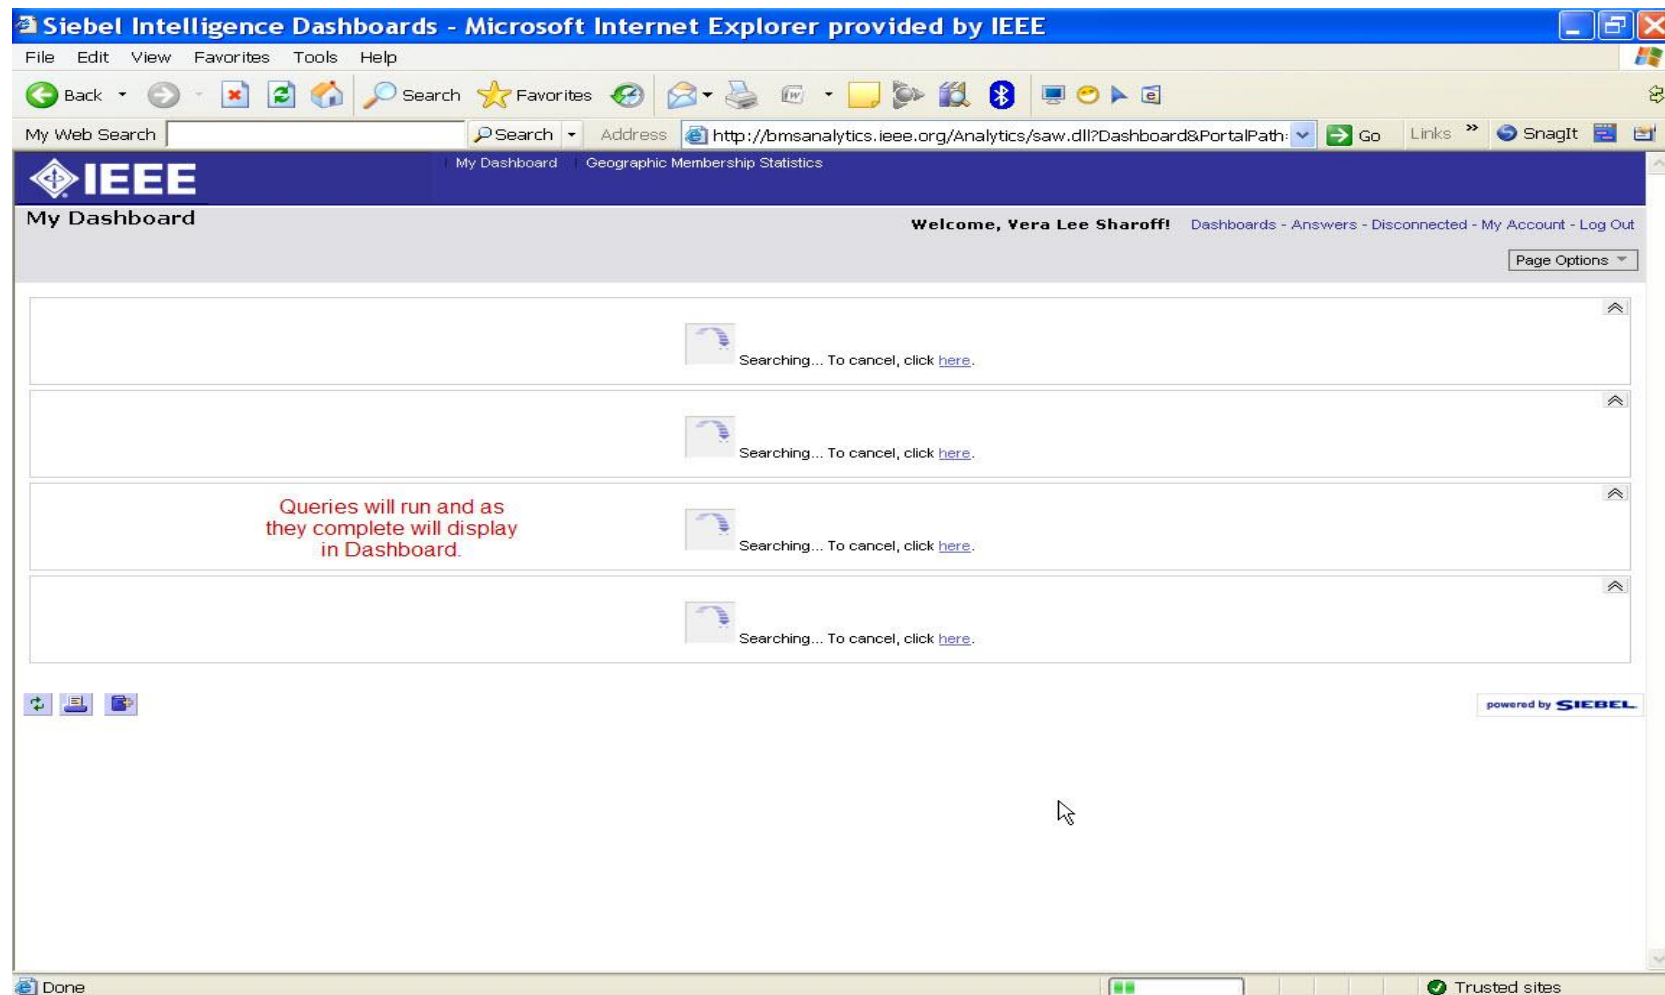 Siebel Intelligence Dashboards - Microsoft Internet Explorer provided by IEEE
File Edit View Favorites Tools Help
Back Search Favorites
My Web Search Search Address http://bmsanalytics.ieee.org/Analytics/saw.dll?Dashboard&PortalPath: Go Links » SnagIt
IEEE My Dashboard Geographic Membership Statistics
My Dashboard Welcome, Vera Lee Sharoff! Dashboards - Answers - Disconnected - My Account - Log Out
Page Options
Searching... To cancel, click here.
Searching... To cancel, click here.
Queries will run and as
they complete will display
in Dashboard.
Searching... To cancel, click here.
Searching... To cancel, click here.
powered by SIEBEL
Done Trusted sites